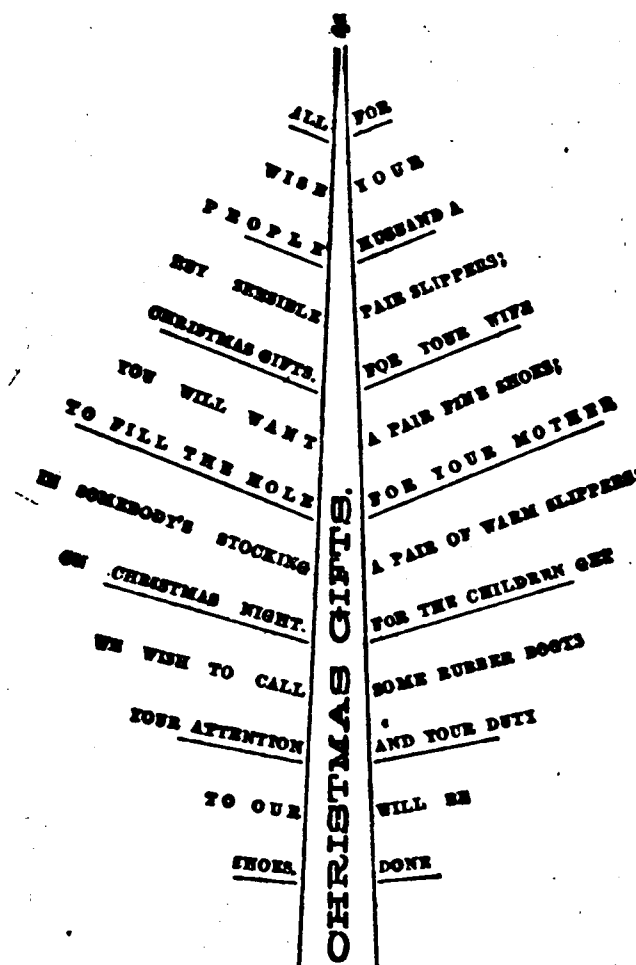 ALL
WISE
PEOPLE
BUY SENSIBLE
CHRISTMAS GIFTS.
YOU WILL WANT
TO FILL THE HOLE
IN SOMEBODY'S STOCKING
ON CHRISTMAS NIGHT.
WE WISH TO CALL
YOUR ATTENTION
TO OUR
SHOES.
CHRISTMAS GIFTS.
FOR
YOUR
HUSBAND A
PAIR SLIPPERS;
FOR YOUR WIFE
A PAIR FINE SHOES;
FOR YOUR MOTHER
A PAIR OF WARM SLIPPERS;
FOR THE CHILDREN GET
SOME RUBBER BOOTS
AND YOUR DUTY
WILL BE
DONE